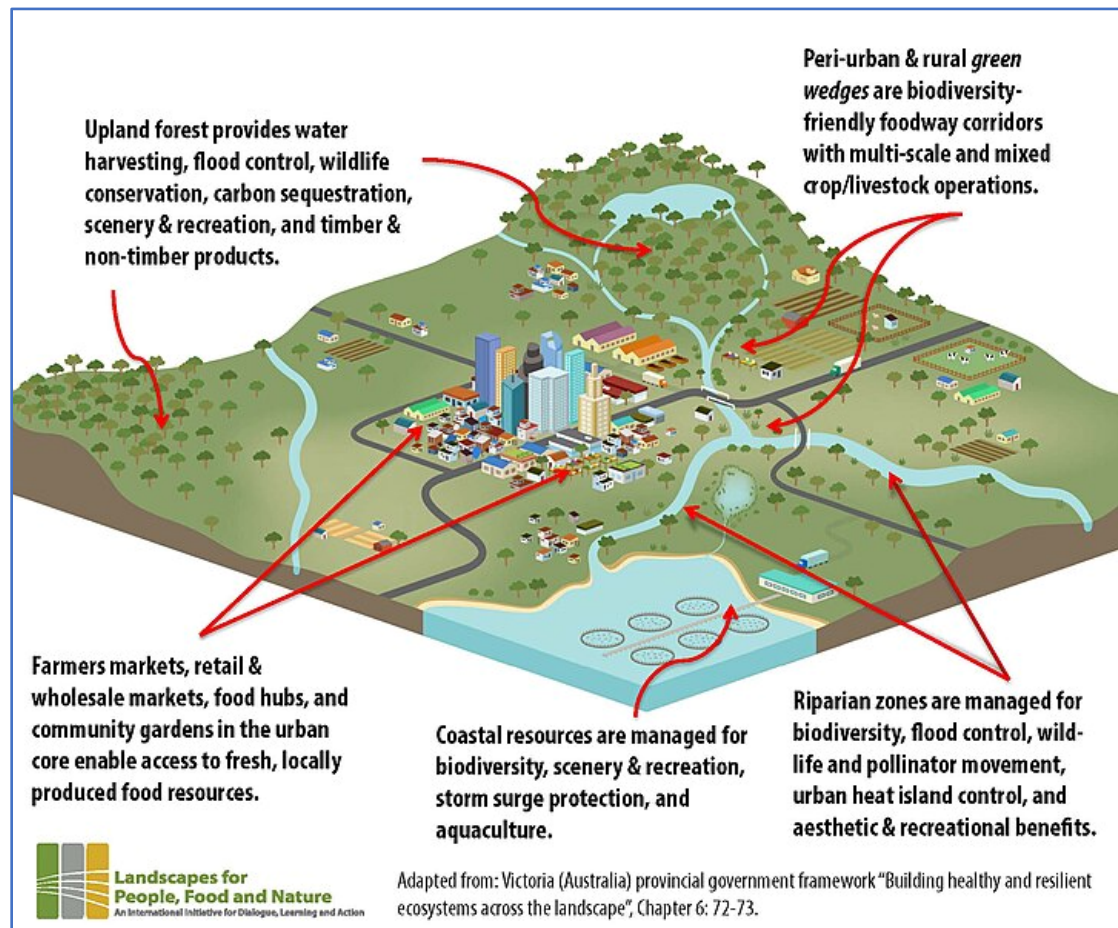 Upland forest provides water
harvesting, flood control, wildlife
conservation, carbon sequestration,
scenery & recreation, and timber &
non-timber products.
Peri-urban & rural green
wedges are biodiversity-
friendly foodway corridors
with multi-scale and mixed
crop/livestock operations.
Farmers markets, retail &
wholesale markets, food hubs, and
community gardens in the urban
core enable access to fresh, locally
produced food resources.
Coastal resources are managed for
biodiversity, scenery & recreation,
storm surge protection, and
aquaculture.
Riparian zones are managed for
biodiversity, flood control, wild-
life and pollinator movement,
urban heat island control, and
aesthetic & recreational benefits.
Landscapes for
People, Food and Nature
An International Initiative for Dialogue, Learning and Action
Adapted from: Victoria (Australia) provincial government framework “Building healthy and resilient
ecosystems across the landscape”, Chapter 6: 72-73.